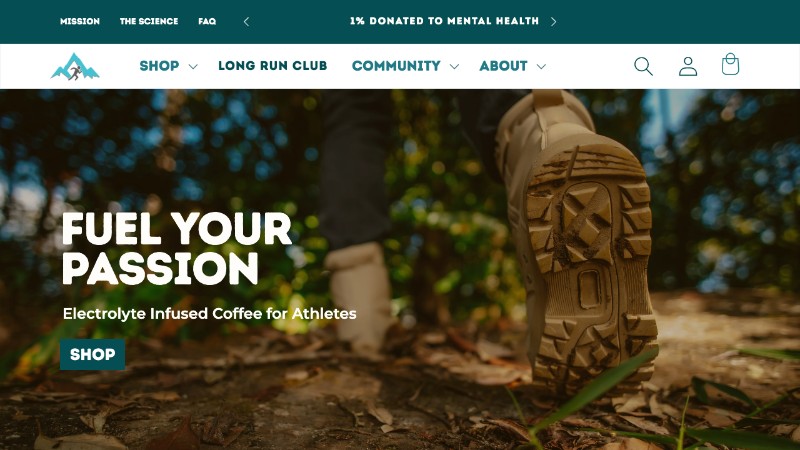 MISSION THE SCIENCE FAQ 1% DONATED TO MENTAL HEALTH
SHOP LONG RUN CLUB COMMUNITY ABOUT
FUEL YOUR
PASSION
Electrolyte Infused Coffee for Athletes
SHOP